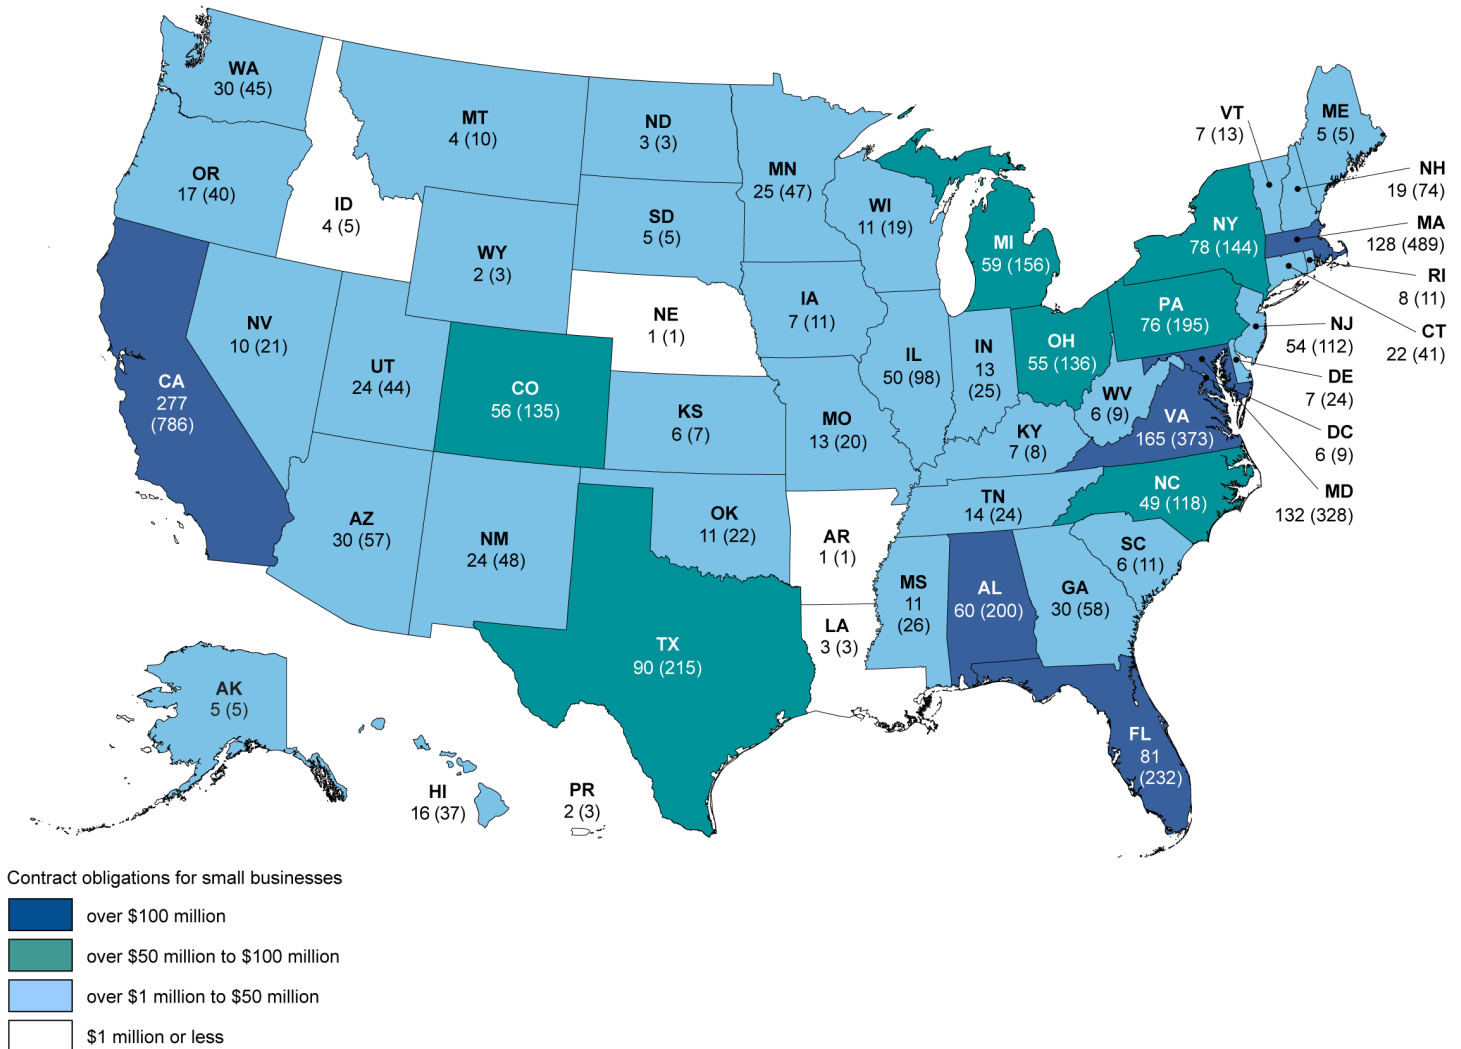 WA
30 (45)
OR
17 (40)
CA
277
(786)
ID
4 (5)
NV
10 (21)
MT
4 (10)
WY
2 (3)
UT
24 (44)
AZ
30 (57)
CO
56 (135)
NM
24 (48)
ND
3 (3)
SD
5 (5)
NE
1 (1)
KS
6 (7)
OK
11 (22)
TX
90 (215)
MN
25 (47)
IA
7 (11)
MO
13 (20)
AR
1 (1)
LA
3 (3)
WI
11 (19)
IL
50 (98)
MS
11
(26)
MI
59 (156)
IN
13
(25)
OH
55 (136)
KY
7 (8)
TN
14 (24)
AL
60 (200)
GA
30 (58)
FL
81
(232)
SC
6 (11)
NC
49 (118)
VA
165 (373)
WV
6 (9)
PA
76 (195)
NY
78 (144)
VT
7 (13)
ME
5 (5)
NH
19 (74)
MA
128 (489)
RI
8 (11)
CT
22 (41)
NJ
54 (112)
DE
7 (24)
DC
6 (9)
MD
132 (328)
AK
5 (5)
HI
16 (37)
PR
2 (3)
Contract obligations for small businesses
over $100 million
over $50 million to $100 million
over $1 million to $50 million
$1 million or less